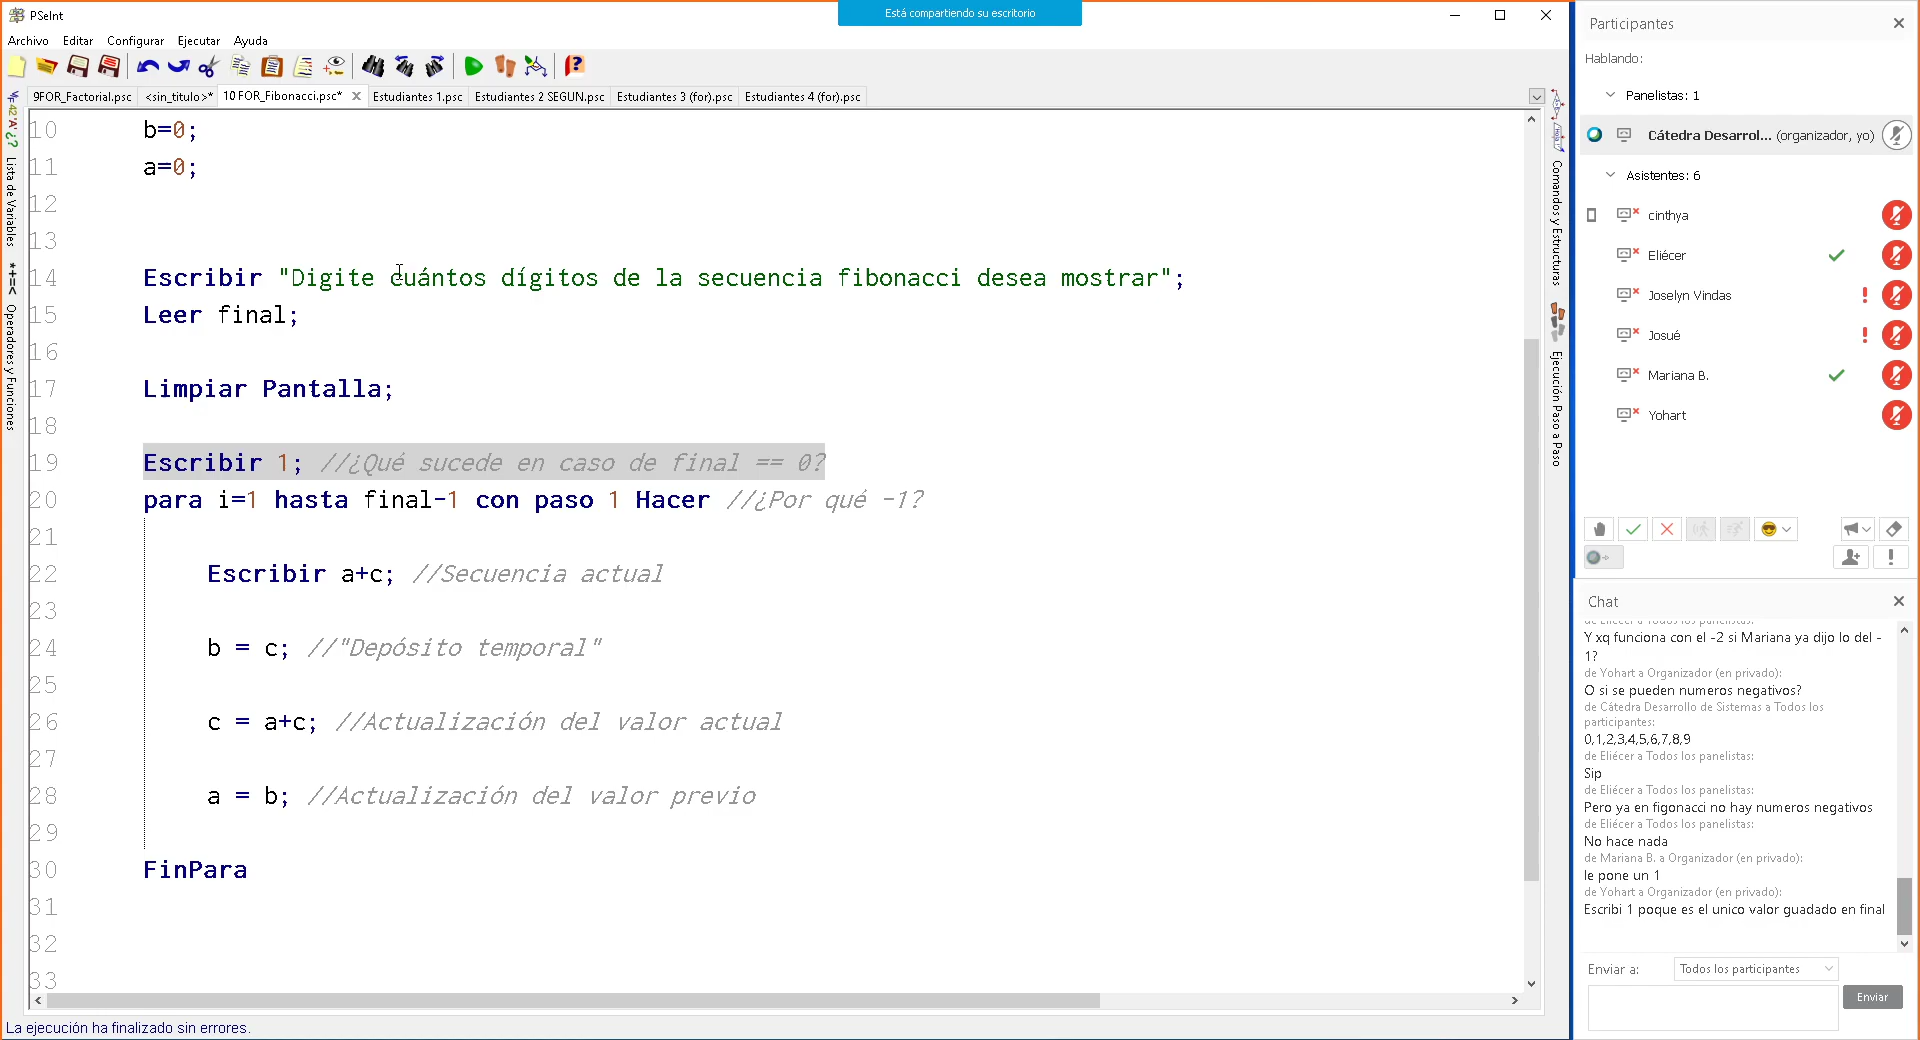 PSeInt
Está compartiendo su escritorio
Archivo Editar Configurar Ejecutar Ayuda
9FOR_Factorial.psc <sin_titulo>* 10 FOR_Fibonacci.psc* Estudiantes 1.psc Estudiantes 2 SEGUN.psc Estudiantes 3 (for).psc Estudiantes 4 (for).psc
Lista de Variables
Operadores y Funciones
10 b=0;
11 a=0;
12
13
14 Escribir "Digite cuántos dígitos de la secuencia fibonacci desea mostrar";
15 Leer final;
16
17 Limpiar Pantalla;
18
19 Escribir 1; //¿Qué sucede en caso de final == 0?
20 para i=1 hasta final-1 con paso 1 Hacer //¿Por qué -1?
21
22 Escribir a+c; //Secuencia actual
23
24 b = c; //"Depósito temporal"
25
26 c = a+c; //Actualización del valor actual
27
28 a = b; //Actualización del valor previo
29
30 FinPara
31
32
33
Comandos y Estructuras
Ejecución Paso a Paso
La ejecución ha finalizado sin errores.
Participantes
Hablando:
Panelistas: 1
Cátedra Desarrol... (organizador, yo)
Asistentes: 6
cinthya
Eliécer
Joselyn Vindas
Josué
Mariana B.
Yohart
Chat
de Eliécer a Todos los panelistas:
Y xq funciona con el -2 si Mariana ya dijo lo del -
1?
de Yohart a Organizador (en privado):
O si se pueden numeros negativos?
de Cátedra Desarrollo de Sistemas a Todos los
participantes:
0,1,2,3,4,5,6,7,8,9
de Eliécer a Todos los panelistas:
Sip
de Eliécer a Todos los panelistas:
Pero ya en figonacci no hay numeros negativos
de Eliécer a Todos los panelistas:
No hace nada
de Mariana B. a Organizador (en privado):
le pone un 1
de Yohart a Organizador (en privado):
Escribi 1 poque es el unico valor guadado en final
Enviar a: Todos los participantes
Enviar